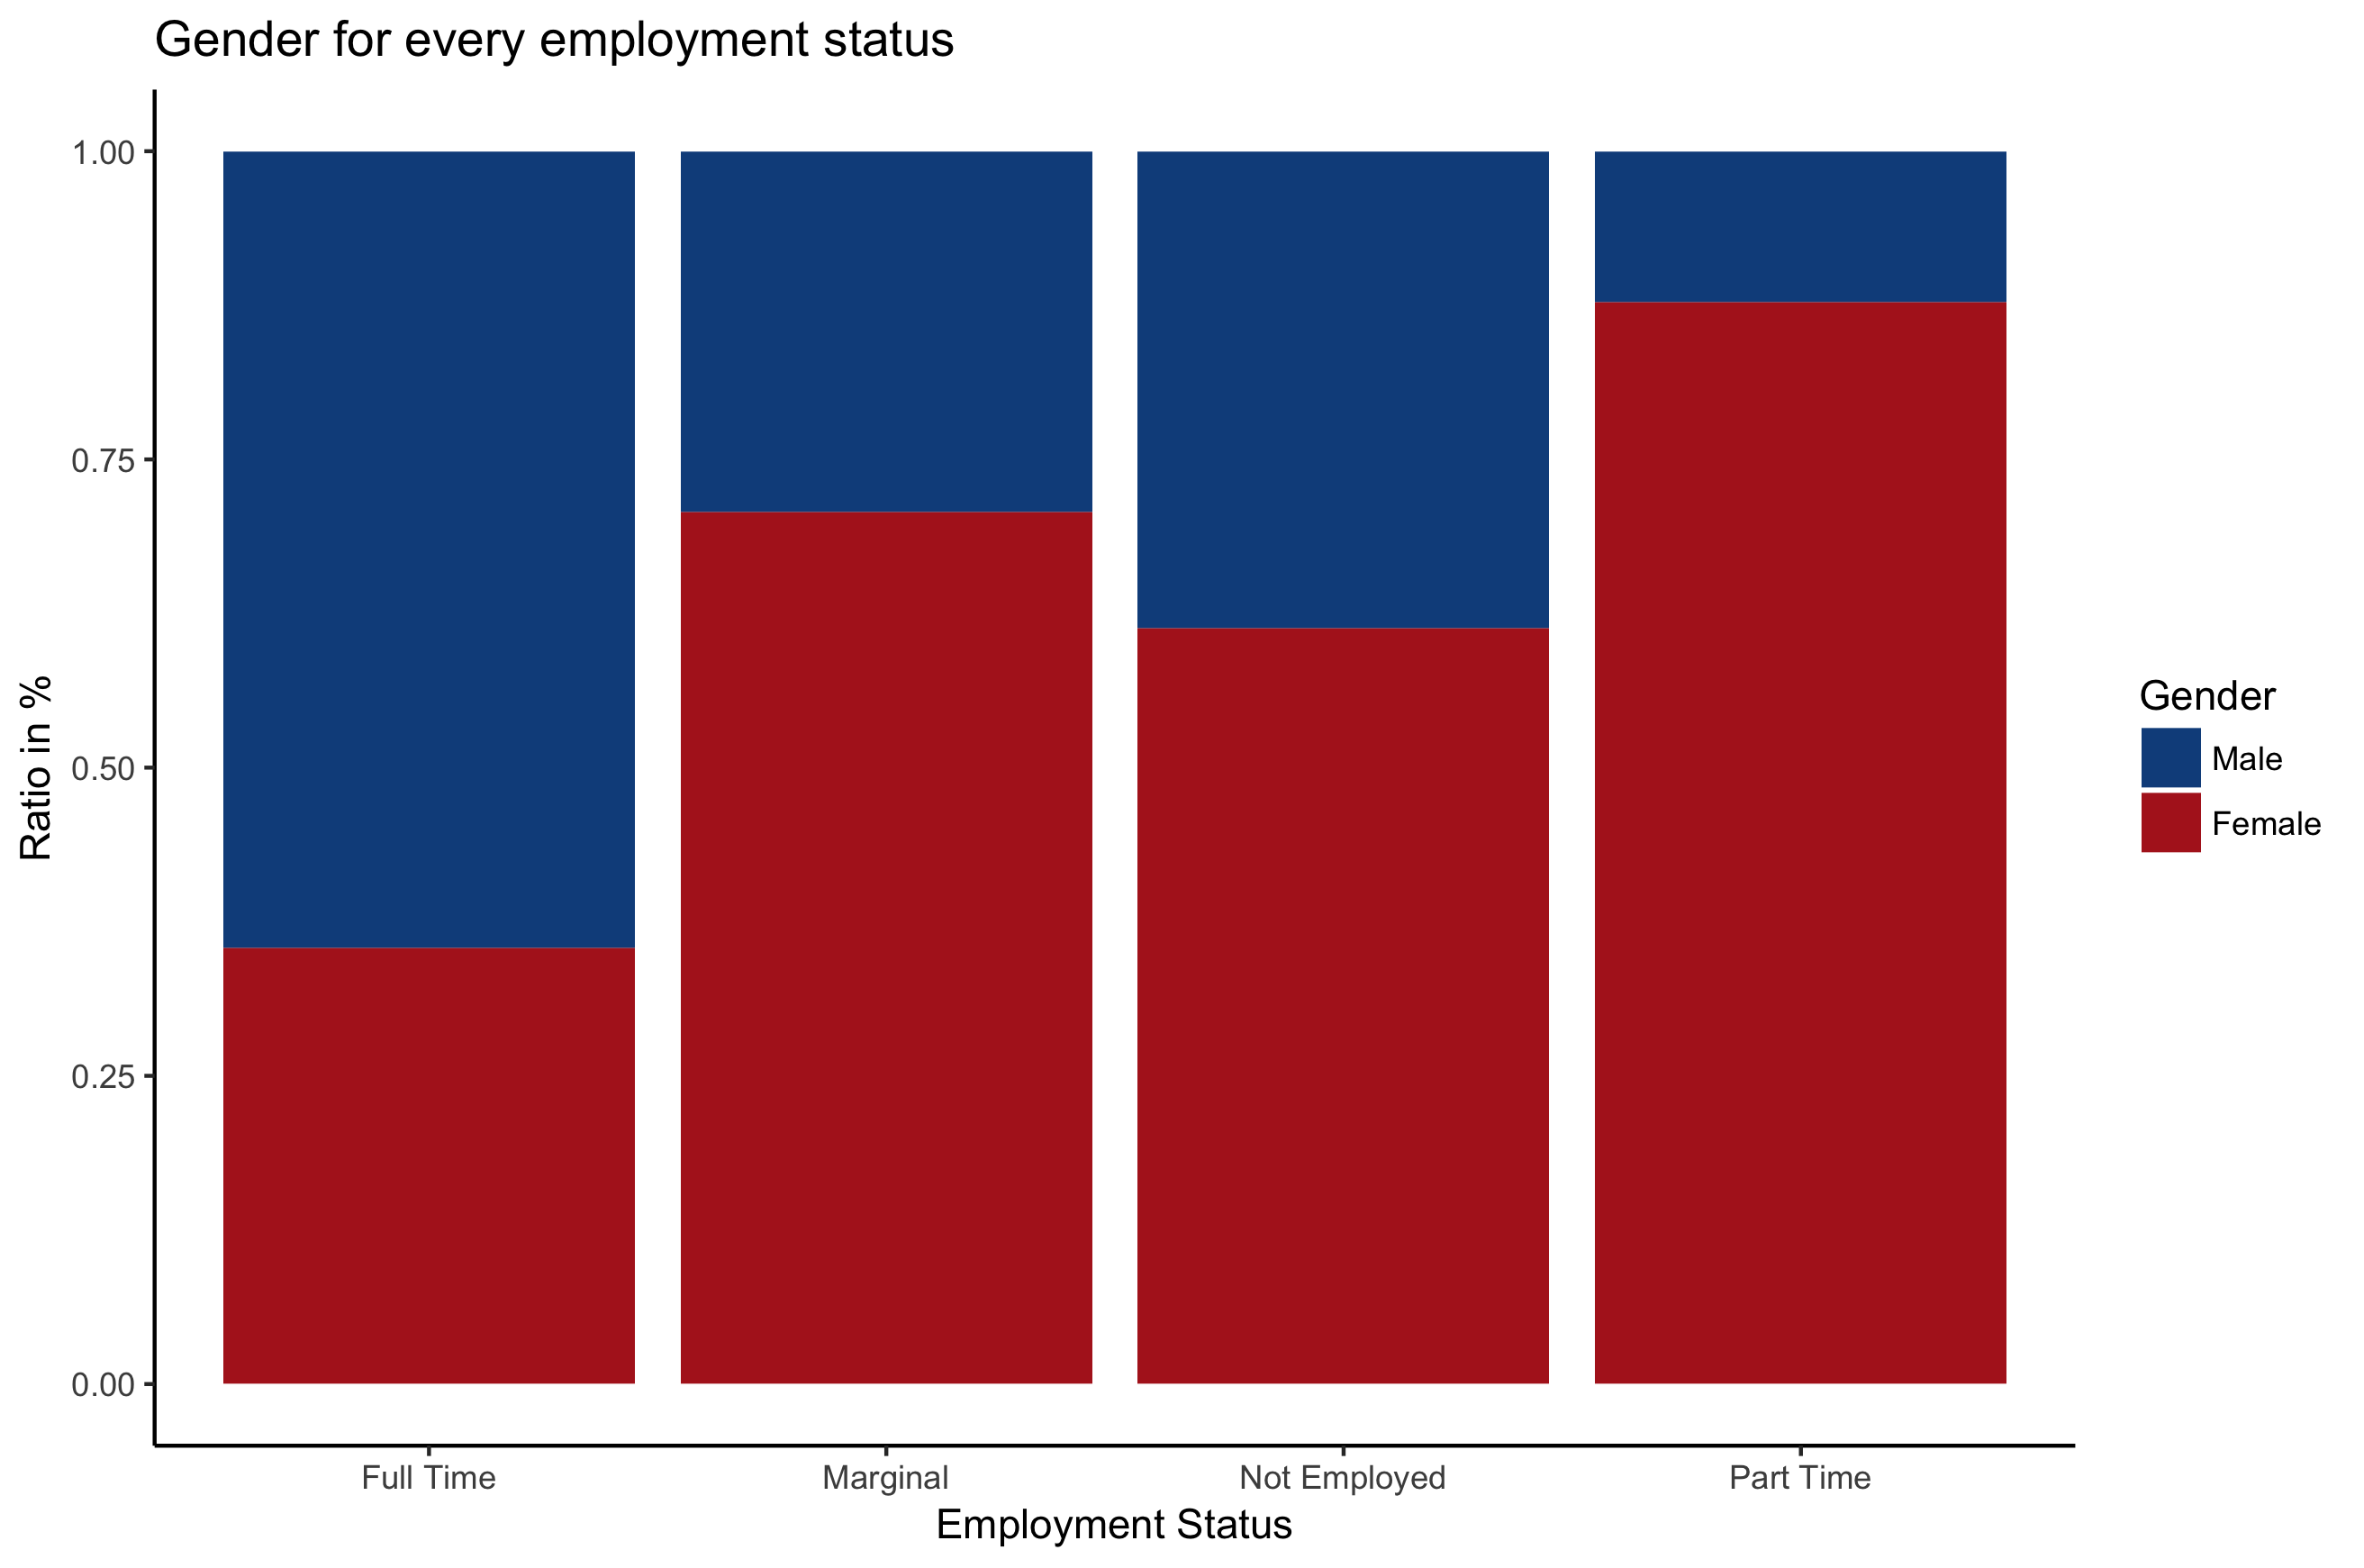 Gender for every employment status
Ratio in %
1.00
0.75
0.50
0.25
0.00
Full Time
Marginal
Not Employed
Part Time
Employment Status
Gender
Male
Female